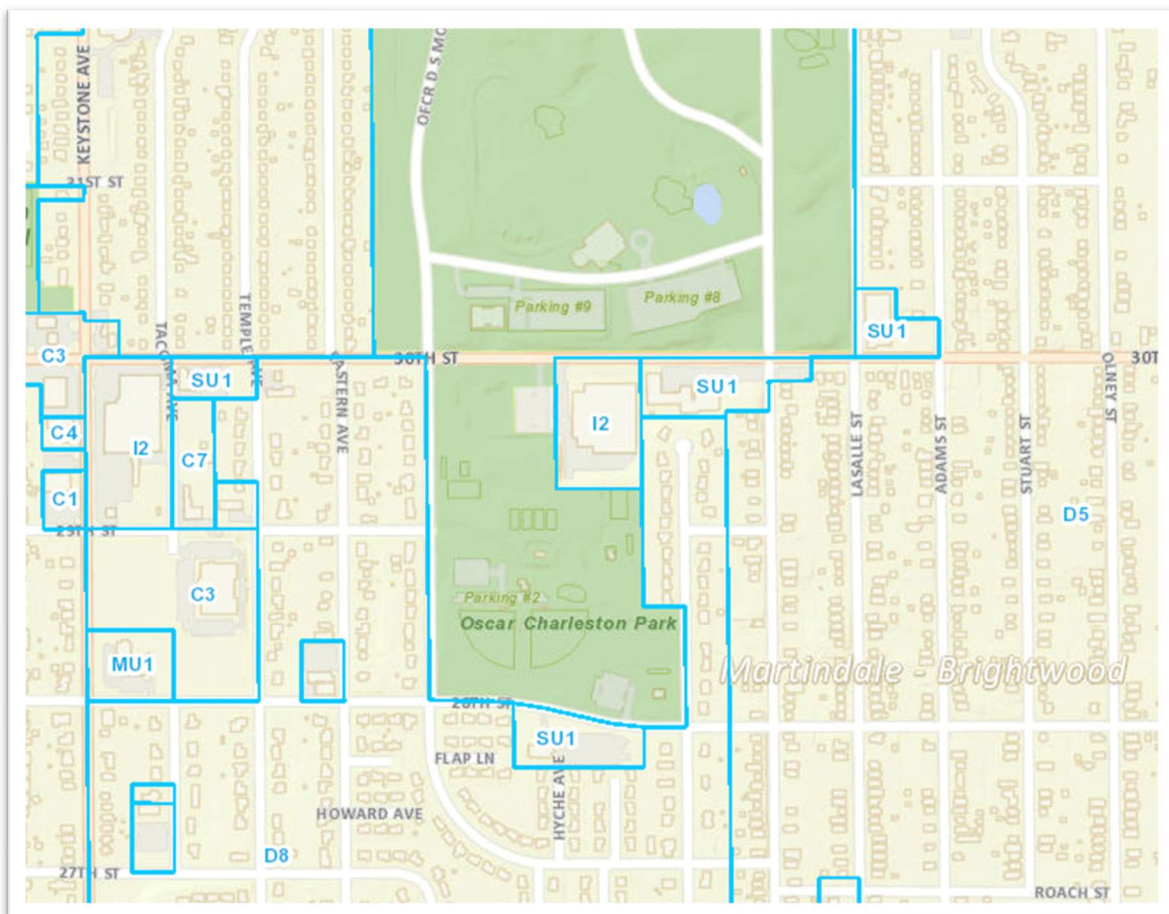 KEYSTONE AVE
OFCR D S MO
31ST ST
Parking #9
Parking #8
TEMPLE AVE
TACOMA AVE
EASTERN AVE
C3
30TH ST
SU1
SU1
SU1
30T
OLNEY ST
C4
I2
C7
I2
LASALLE ST
ADAMS ST
STUART ST
C1
D5
25TH ST
C3
Parking #2
Oscar Charleston Park
MU1
Martindale - Brightwood
28TH ST
SU1
FLAP LN
HYCHE AVE
HOWARD AVE
D8
27TH ST
ROACH ST